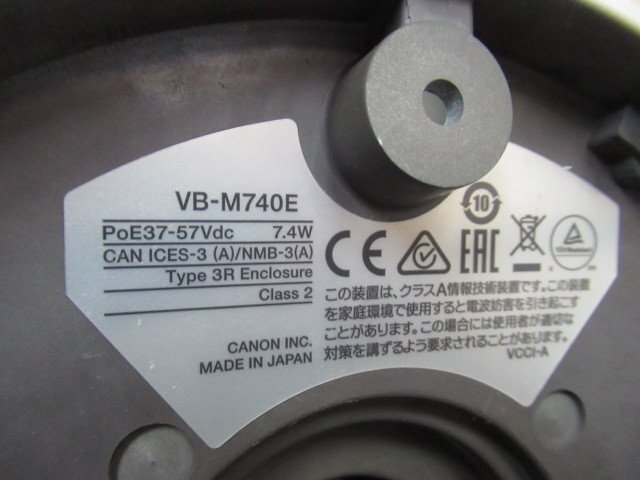 VB-M740E
PoE37-57Vdc 7.4W
CAN ICES-3 (A)/NMB-3(A)
Type 3R Enclosure
Class 2
CANON INC.
MADE IN JAPAN
10
CE
EAC
この装置は、クラスA情報技術装置です。この装置
を家庭環境で使用すると電波妨害を引き起こす
ことがあります。この場合には使用者が適切な
対策を講ずるよう要求されることがあります。
VCCI-A